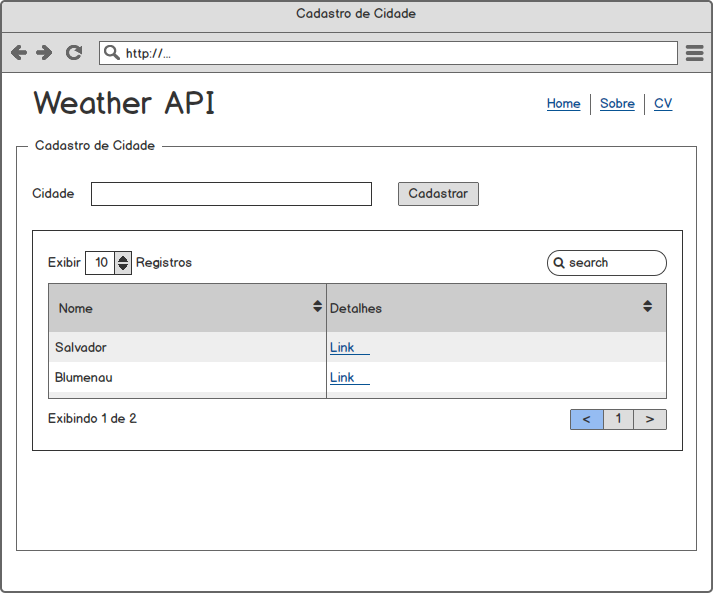 Cadastro de Cidade
http://...
Weather API
Home Sobre CV
Cadastro de Cidade
Cidade Cadastrar
Exibir 10 Registros search
Nome Detalhes
Salvador Link
Blumenau Link
Exibindo 1 de 2 < 1 >